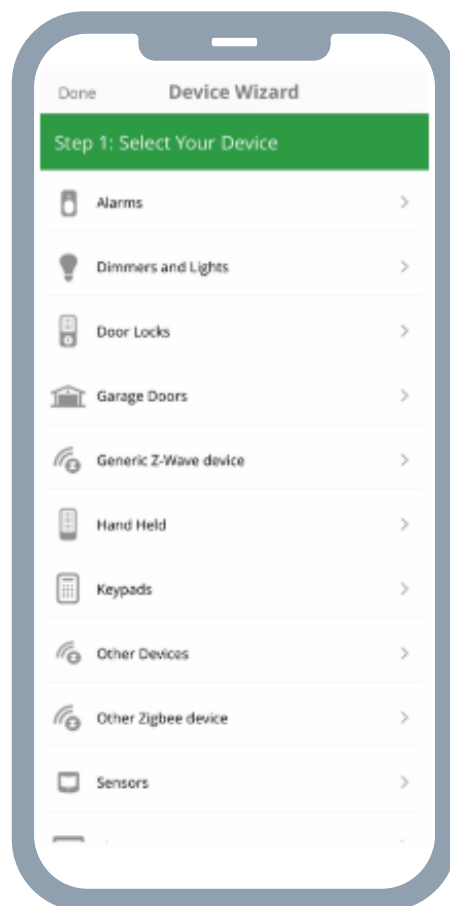 Done Device Wizard
Step 1: Select Your Device
Alarms
Dimmers and Lights
Door Locks
Garage Doors
Generic Z-Wave device
Hand Held
Keypads
Other Devices
Other Zigbee device
Sensors